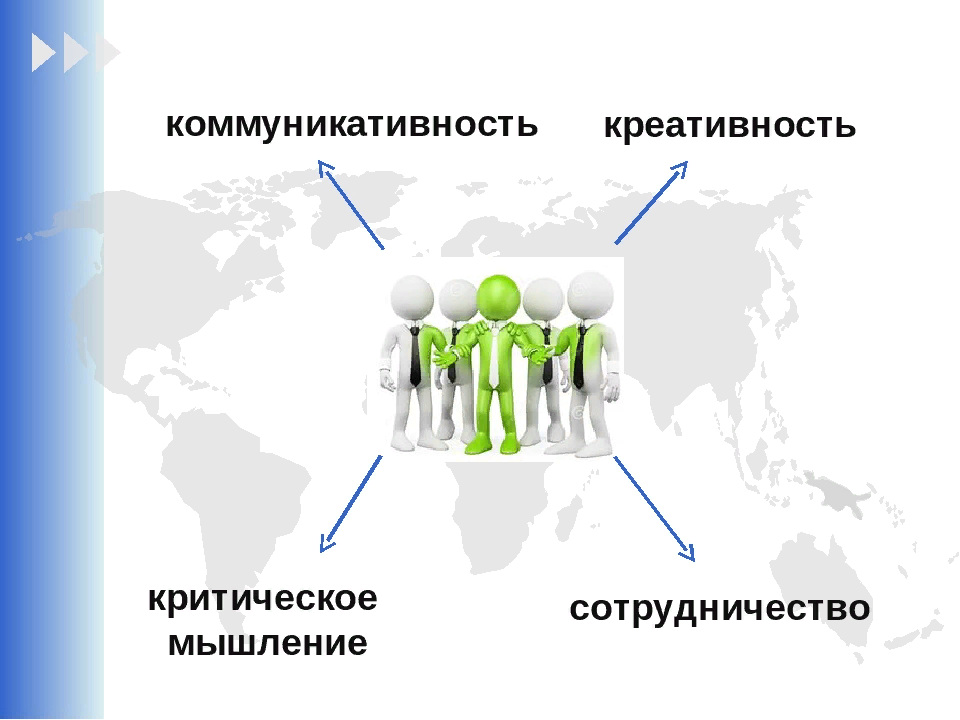 коммуникативность
креативность
критическое
мышление
сотрудничество